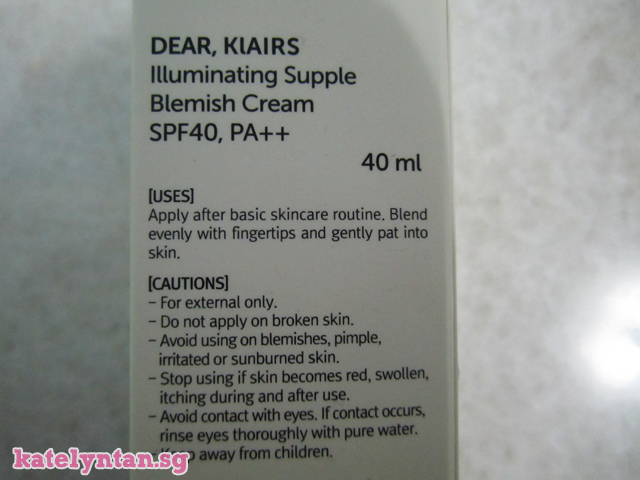 DEAR, KlAIRS
Illuminating Supple
Blemish Cream
SPF40, PA++
40 ml
[USES]
Apply after basic skincare routine. Blend
evenly with fingertips and gently pat into
skin.
[CAUTIONS]
– For external only.
– Do not apply on broken skin.
– Avoid using on blemishes, pimple,
irritated or sunburned skin.
– Stop using if skin becomes red, swollen,
itching during and after use.
– Avoid contact with eyes. If contact occurs,
rinse eyes thoroughly with pure water.
away from children.
katelyntan.sg